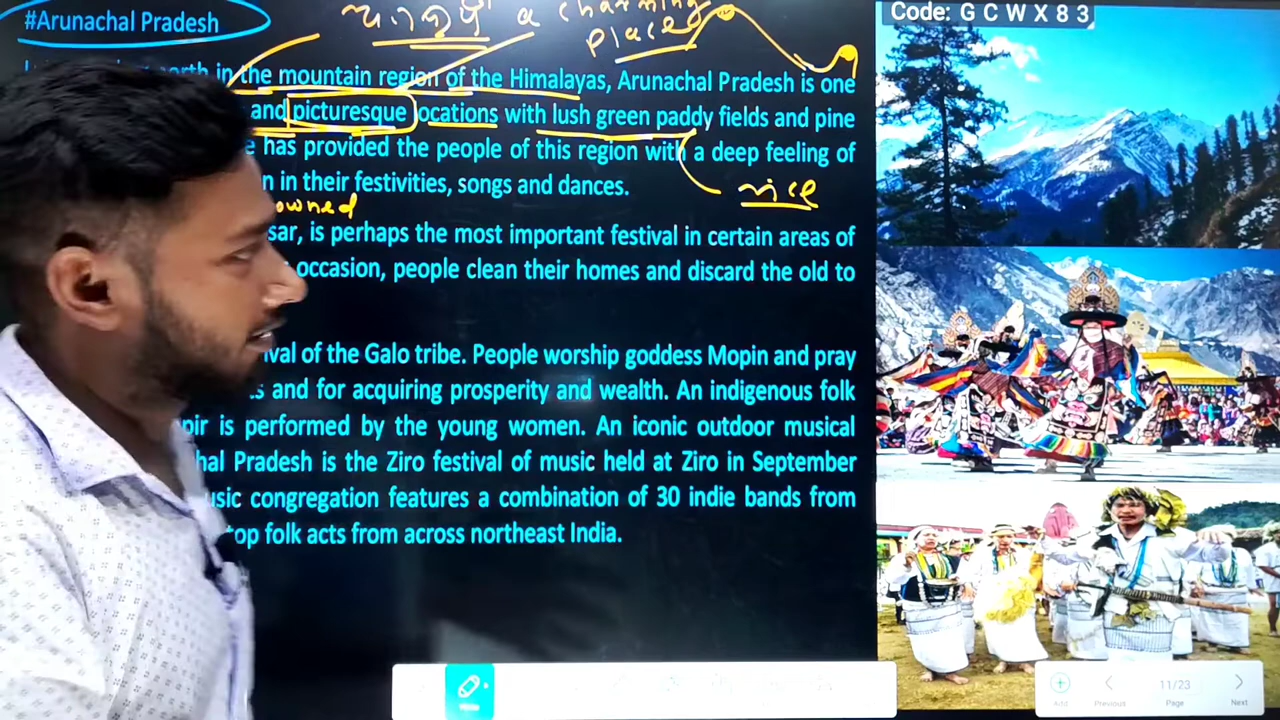 #Arunachal Pradesh
a charming
place
Code: G C W X 8 3
north in the mountain region of the Himalayas, Arunachal Pradesh is one
and picturesque locations with lush green paddy fields and pine
has provided the people of this region with a deep feeling of
in their festivities, songs and dances.
rice
owned
is perhaps the most important festival in certain areas of
occasion, people clean their homes and discard the old to
of the Galo tribe. People worship goddess Mopin and pray
and for acquiring prosperity and wealth. An indigenous folk
is performed by the young women. An iconic outdoor musical
Pradesh is the Ziro festival of music held at Ziro in September
congregation features a combination of 30 indie bands from
top folk acts from across northeast India.
Add
Previous
11/23
Page
Next